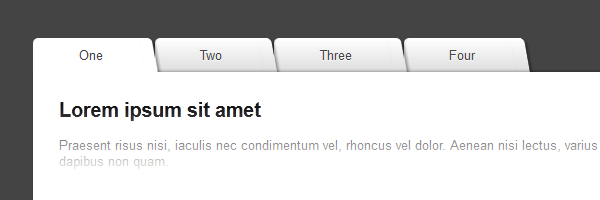 One Two Three Four
Lorem ipsum sit amet
Praesent risus nisi, iaculis nec condimentum vel, rhoncus vel dolor. Aenean nisi lectus, varius
dapibus non quam.